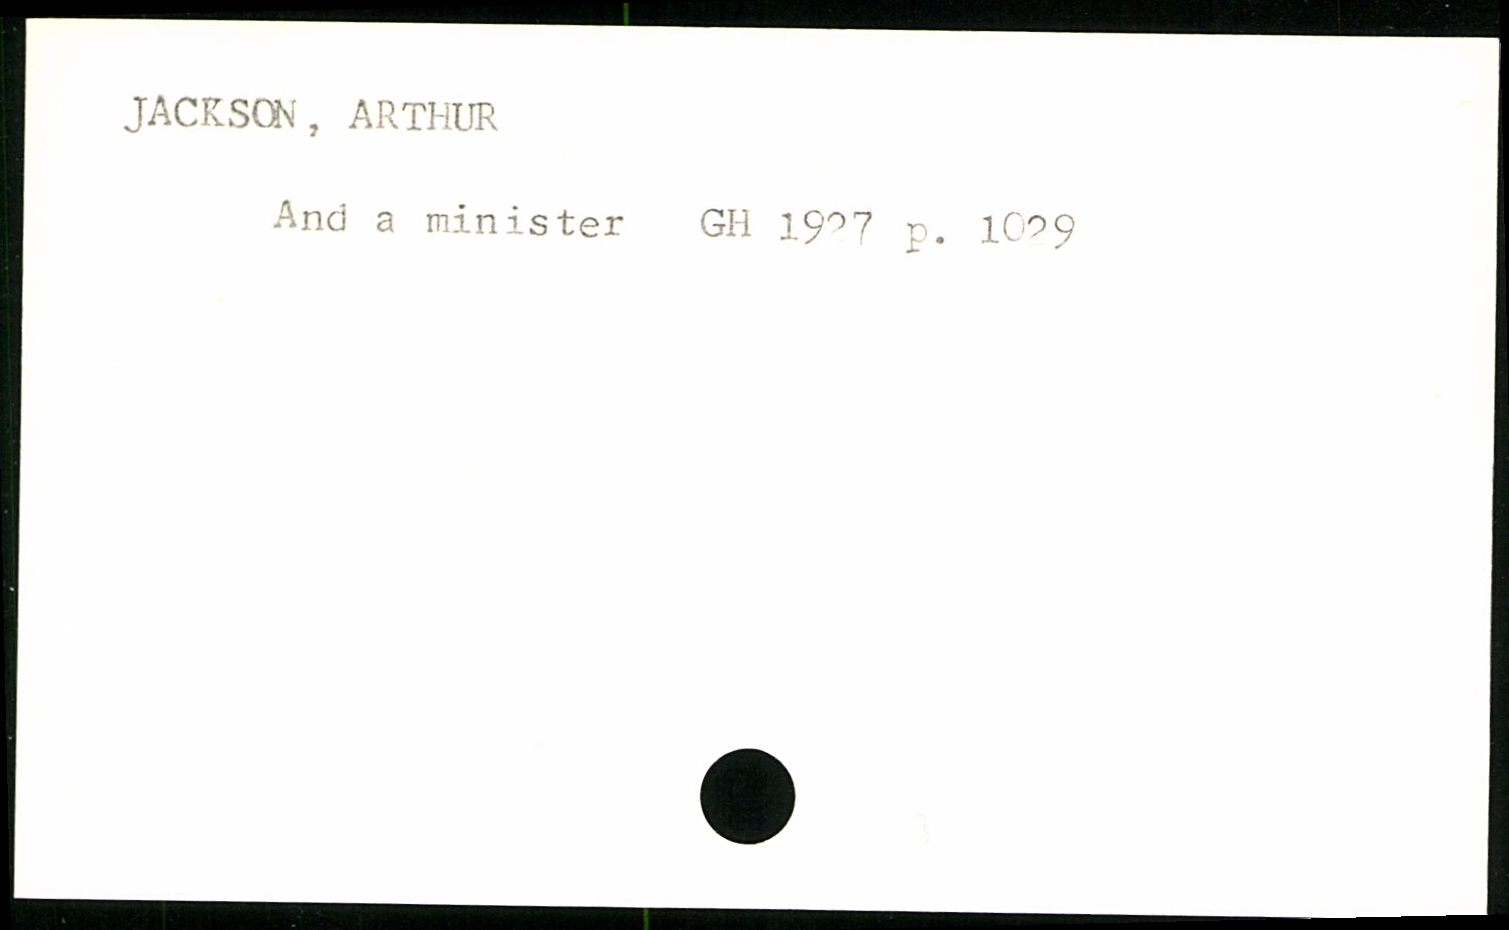 JACKSON, ARTHUR
And a minister GH 1927 p. 1029